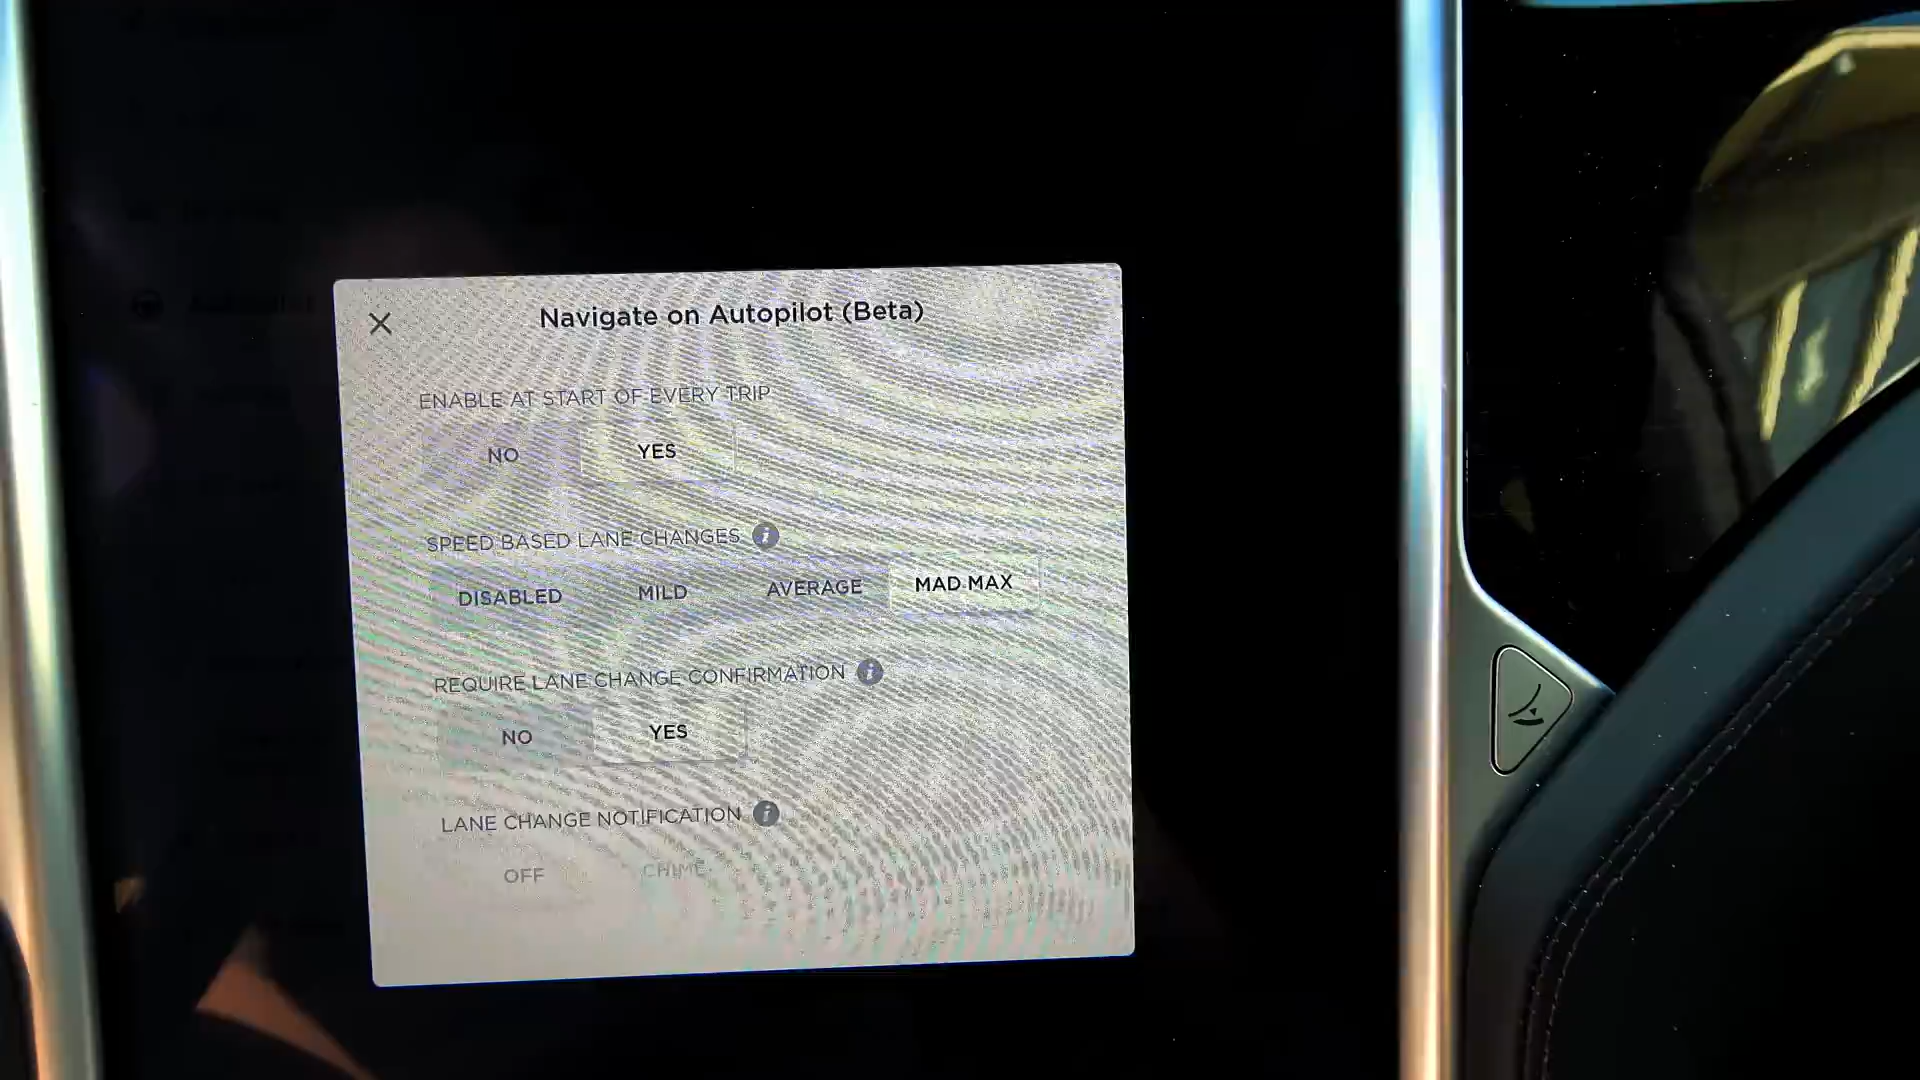 Navigate on Autopilot (Beta)
ENABLE AT START OF EVERY TRIP
NO YES
SPEED BASED LANE CHANGES i
DISABLED MILD AVERAGE MAD MAX
REQUIRE LANE CHANGE CONFIRMATION i
NO YES
LANE CHANGE NOTIFICATION i
OFF CHIME